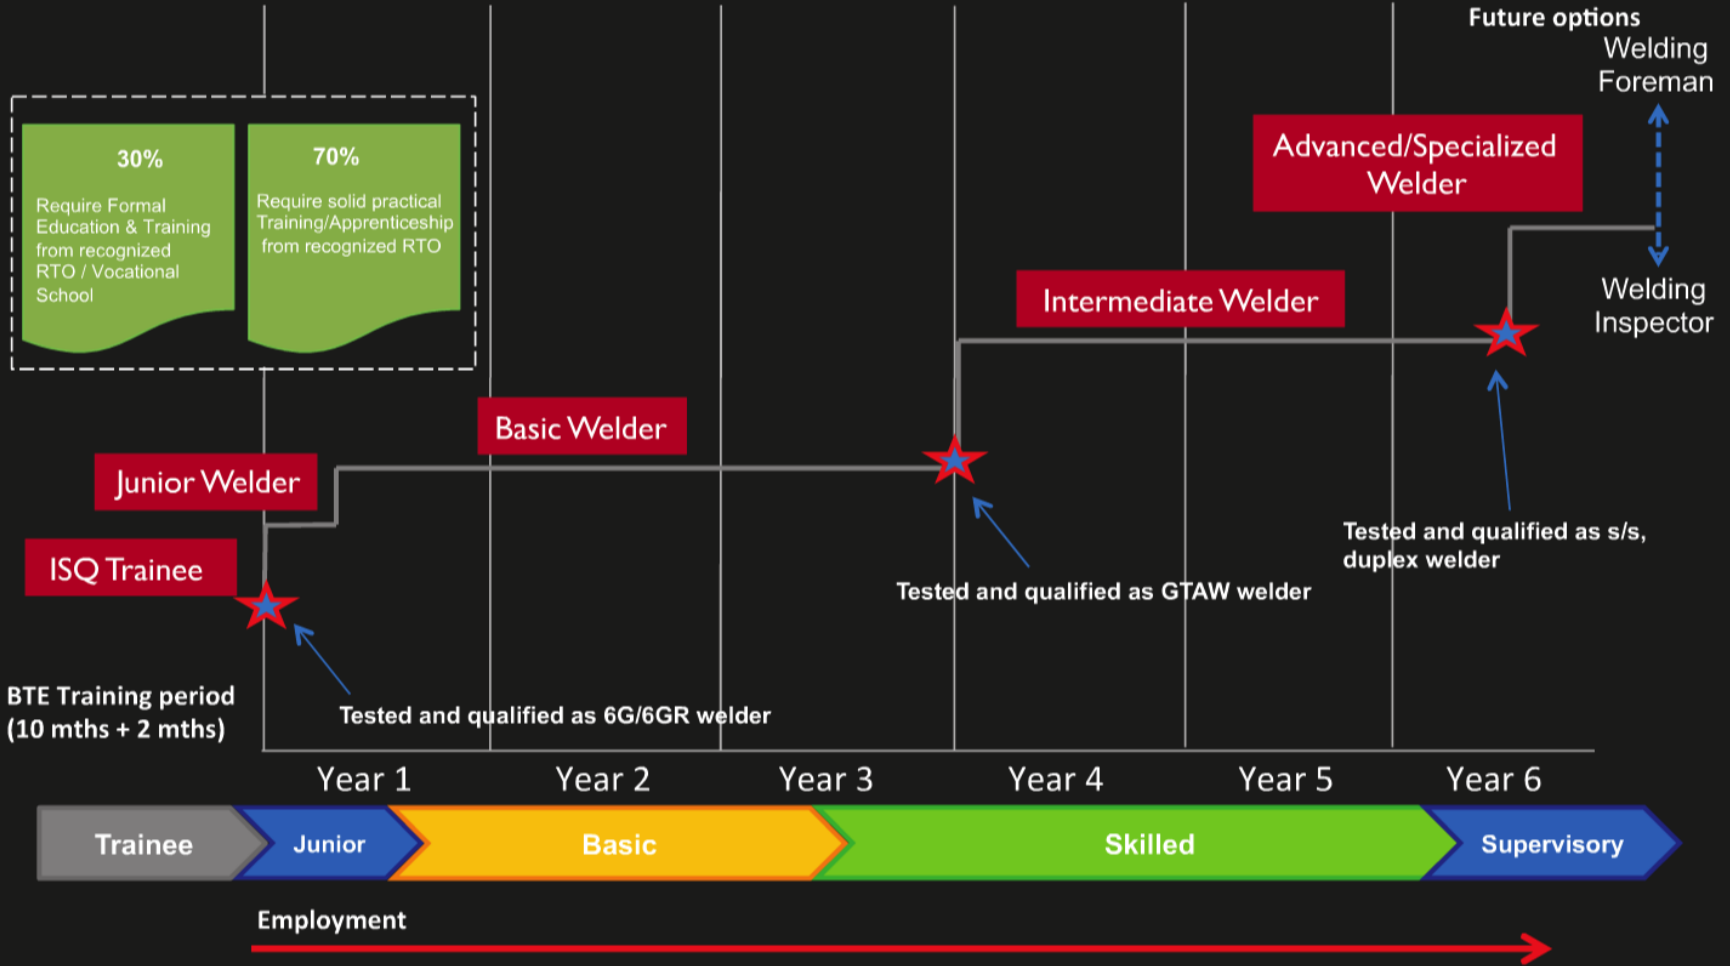 Future options
Welding
Foreman
30%
Require Formal
Education & Training
from recognized
RTO / Vocational
School
70%
Require solid practical
Training/Apprenticeship
from recognized RTO
Advanced/Specialized
Welder
Intermediate Welder
Welding
Inspector
Basic Welder
Junior Welder
ISQ Trainee
Tested and qualified as s/s,
duplex welder
Tested and qualified as GTAW welder
BTE Training period
(10 mths + 2 mths)
Tested and qualified as 6G/6GR welder
Year 1
Year 2
Year 3
Year 4
Year 5
Year 6
Trainee
Junior
Basic
Skilled
Supervisory
Employment